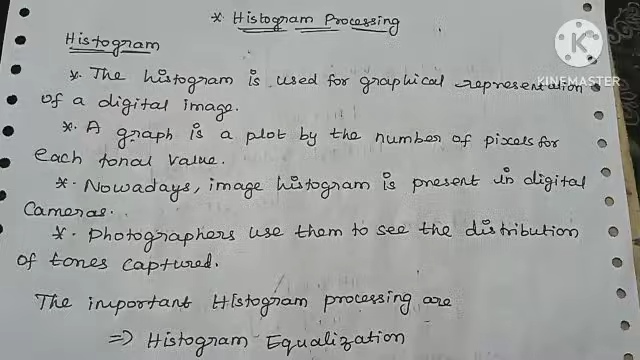 * Histogram Processing
Histogram
* The histogram is used for graphical representation
of a digital image.
* A graph is a plot by the number of pixels for
each tonal value.
* Nowadays, image histogram is present in digital
Cameras.
* Photographers use them to see the distribution
of tones captured.
The important Histogram processing are
⇒ Histogram Equalization
KINEMASTER